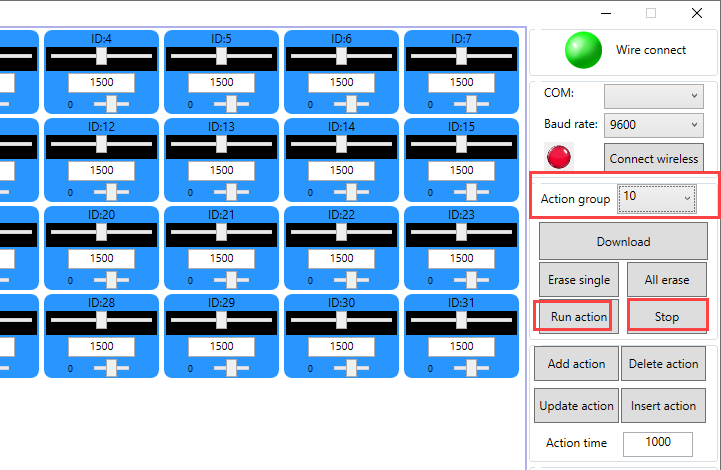 ID:4 ID:5 ID:6 ID:7
1500 1500 1500 1500
0 0 0 0
ID:12 ID:13 ID:14 ID:15
1500 1500 1500 1500
0 0 0 0
ID:20 ID:21 ID:22 ID:23
1500 1500 1500 1500
0 0 0 0
ID:28 ID:29 ID:30 ID:31
1500 1500 1500 1500
0 0 0 0
Wire connect
COM:
Baud rate: 9600
Connect wireless
Action group 10
Download
Erase single All erase
Run action Stop
Add action Delete action
Update action Insert action
Action time 1000